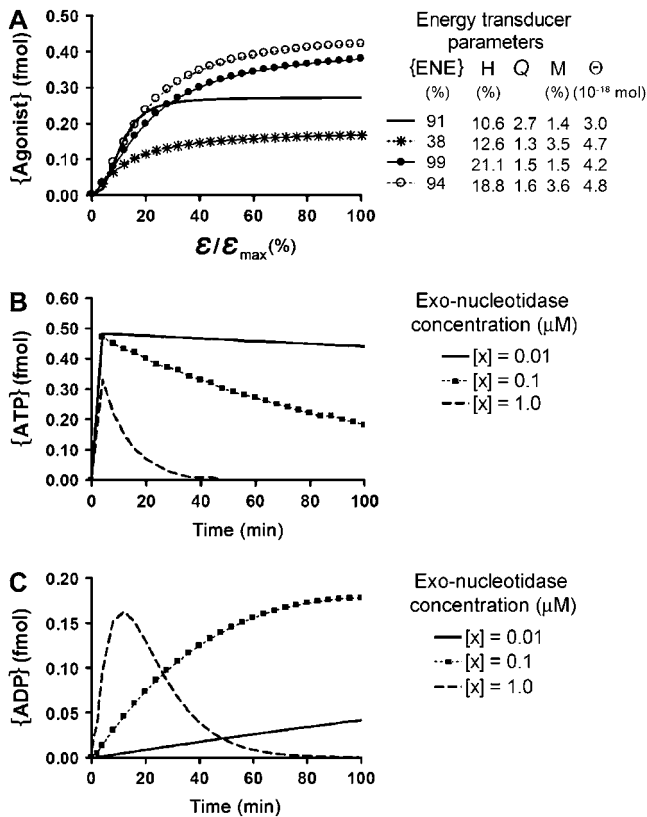 A
{Agonist} (fmol)
0.50
0.40
0.30
0.20
0.10
0.00
0 20 40 60 80 100
ε/εmax(%)
Energy transducer
parameters
{ENE} H Q M Θ
(%) (%) (%) (10⁻¹⁸ mol)
91 10.6 2.7 1.4 3.0
38 12.6 1.3 3.5 4.7
99 21.1 1.5 1.5 4.2
94 18.8 1.6 3.6 4.8
B
{ATP} (fmol)
0.60
0.50
0.40
0.30
0.20
0.10
0.00
0 20 40 60 80 100
Time (min)
Exo-nucleotidase
concentration (μM)
[x] = 0.01
[x] = 0.1
[x] = 1.0
C
{ADP} (fmol)
0.20
0.15
0.10
0.05
0.00
0 20 40 60 80 100
Time (min)
Exo-nucleotidase
concentration (μM)
[x] = 0.01
[x] = 0.1
[x] = 1.0